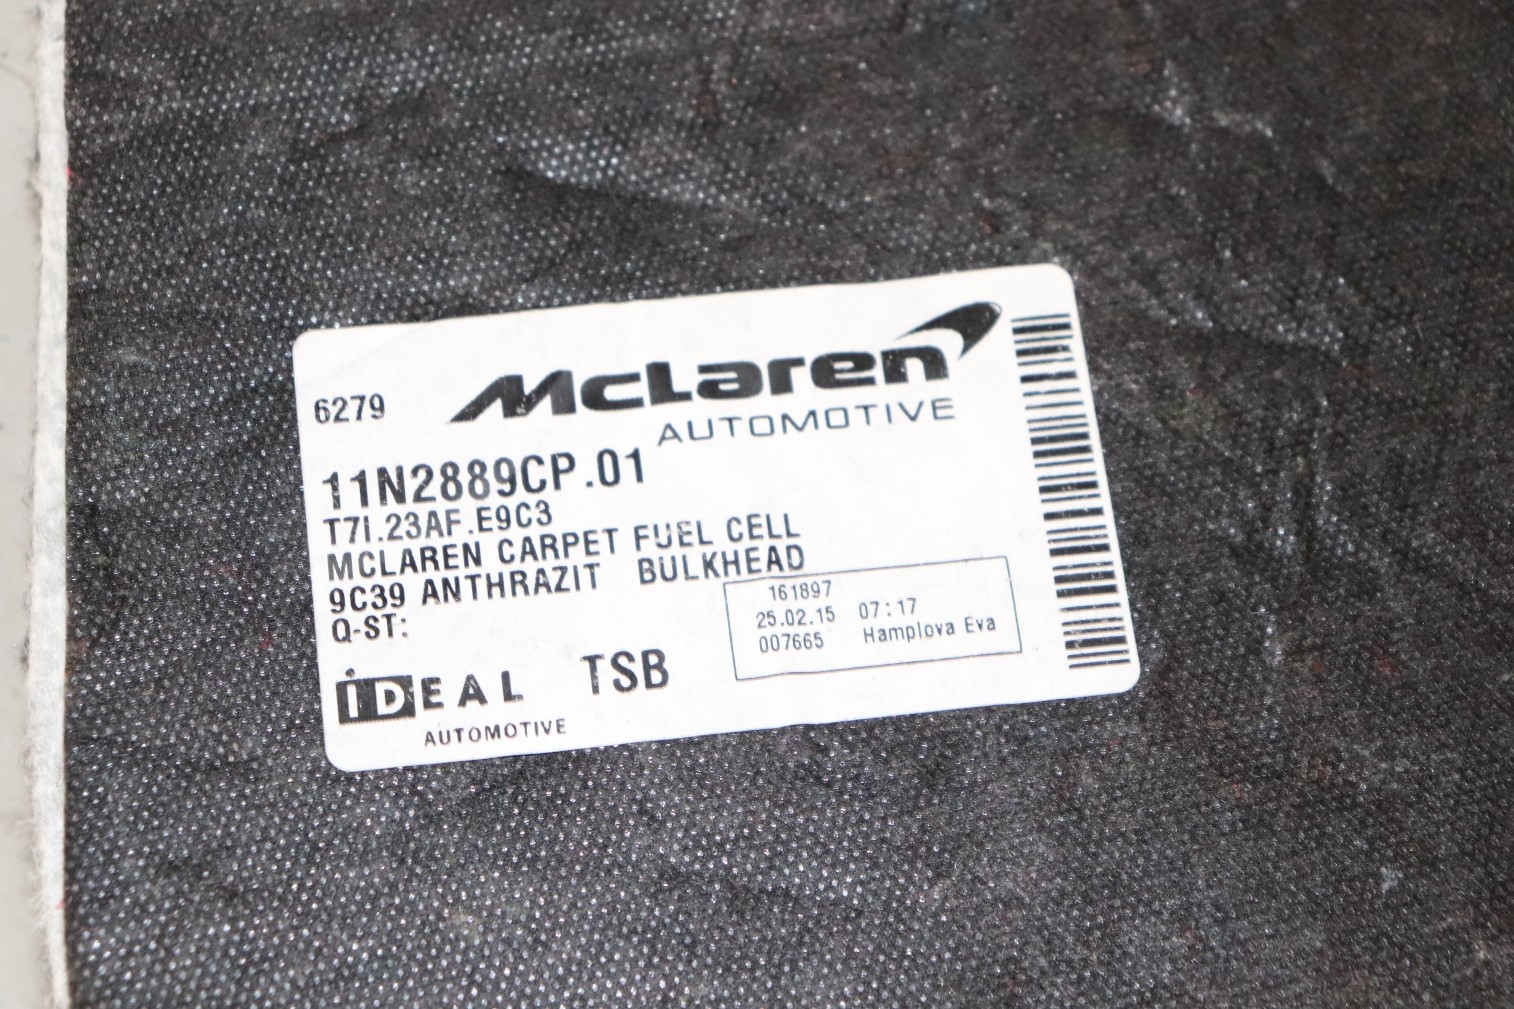 6279
McLaren
AUTOMOTIVE
11N2889CP.01
T7I.23AF.E9C3
MCLAREN CARPET FUEL CELL
9C39 ANTHRAZIT BULKHEAD
Q-ST:
161897
25.02.15 07:17
007665 Hamplova Eva
iDEAL TSB
AUTOMOTIVE